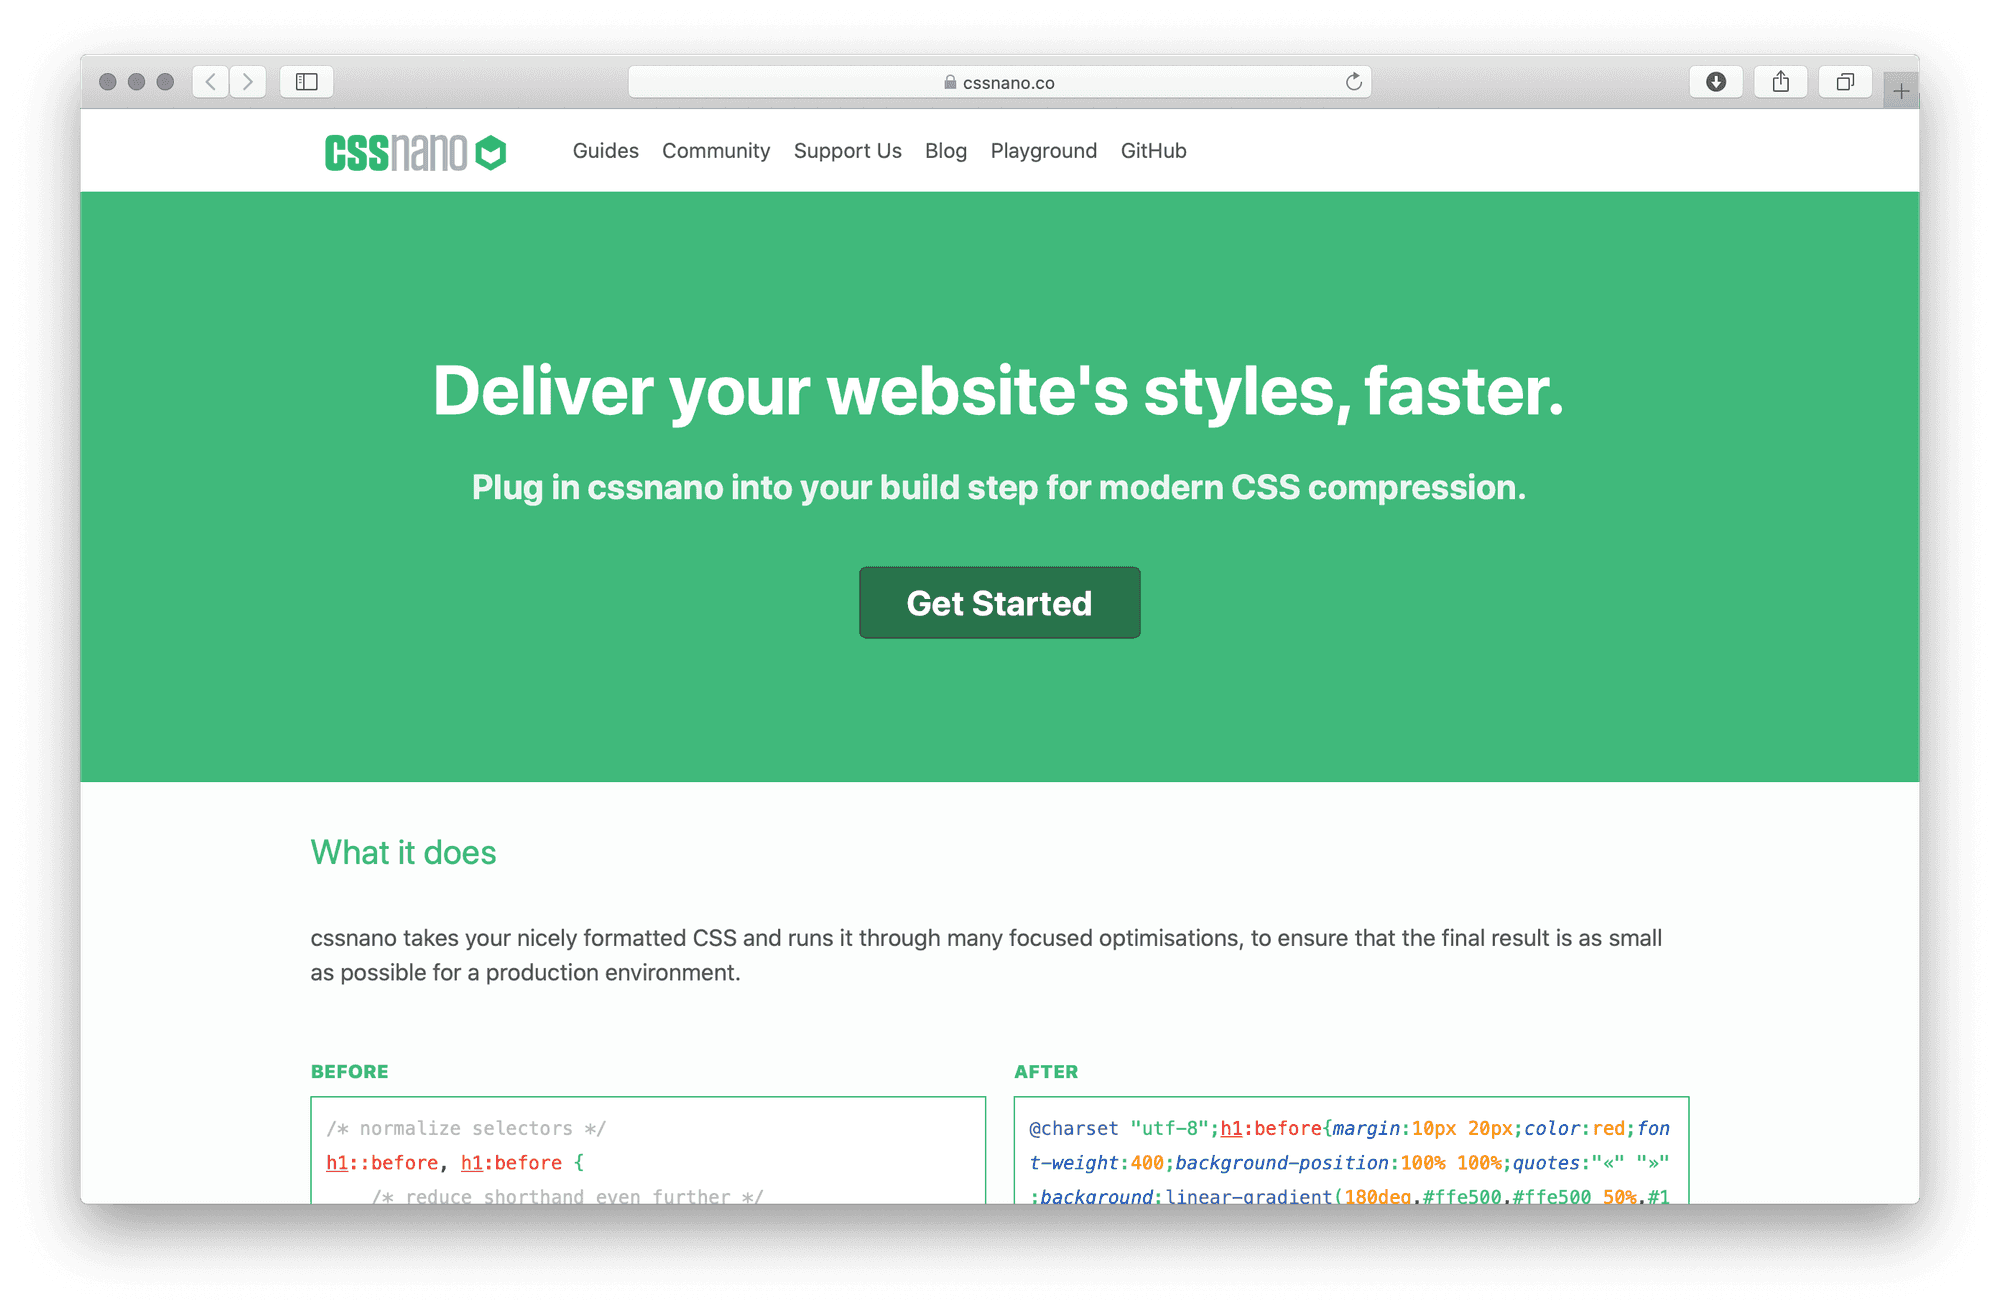 cssnano.co
cssnano
Guides Community Support Us Blog Playground GitHub
Deliver your website's styles, faster.
Plug in cssnano into your build step for modern CSS compression.
Get Started
What it does
cssnano takes your nicely formatted CSS and runs it through many focused optimisations, to ensure that the final result is as small
as possible for a production environment.
BEFORE
/* normalize selectors */
h1::before, h1:before {
/* reduce shorthand even further */
AFTER
@charset "utf-8";h1:before{margin:10px 20px;color:red;fon
t-weight:400;background-position:100% 100%;quotes:"«" "»"
;background:linear-gradient(180deg,#ffe500,#ffe500 50%,#1